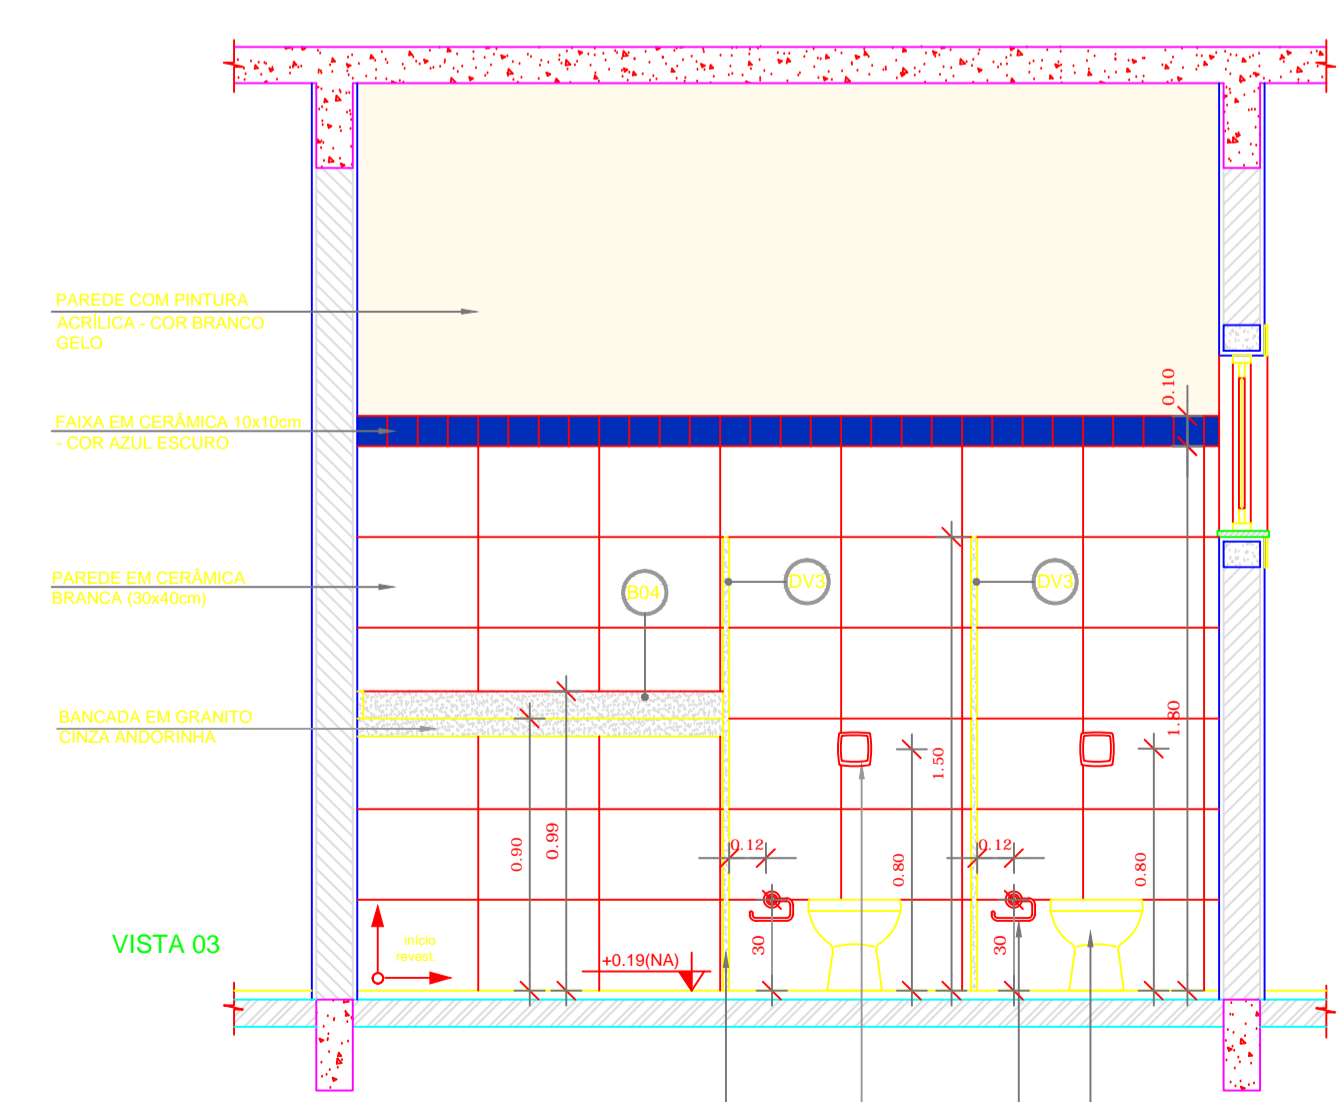 PAREDE COM PINTURA
ACRÍLICA - COR BRANCO
GELO
0.10
FAIXA EM CERÂMICA 10x10cm
- COR AZUL ESCURO
PAREDE EM CERÂMICA
BRANCA (30x40cm)
B04
DV3
DV3
BANCADA EM GRANITO
CINZA ANDORINHA
1.80
1.50
0.90
0.99
0.12
0.80
0.12
0.80
VISTA 03
início
revest.
+0.19(NA)
30
30